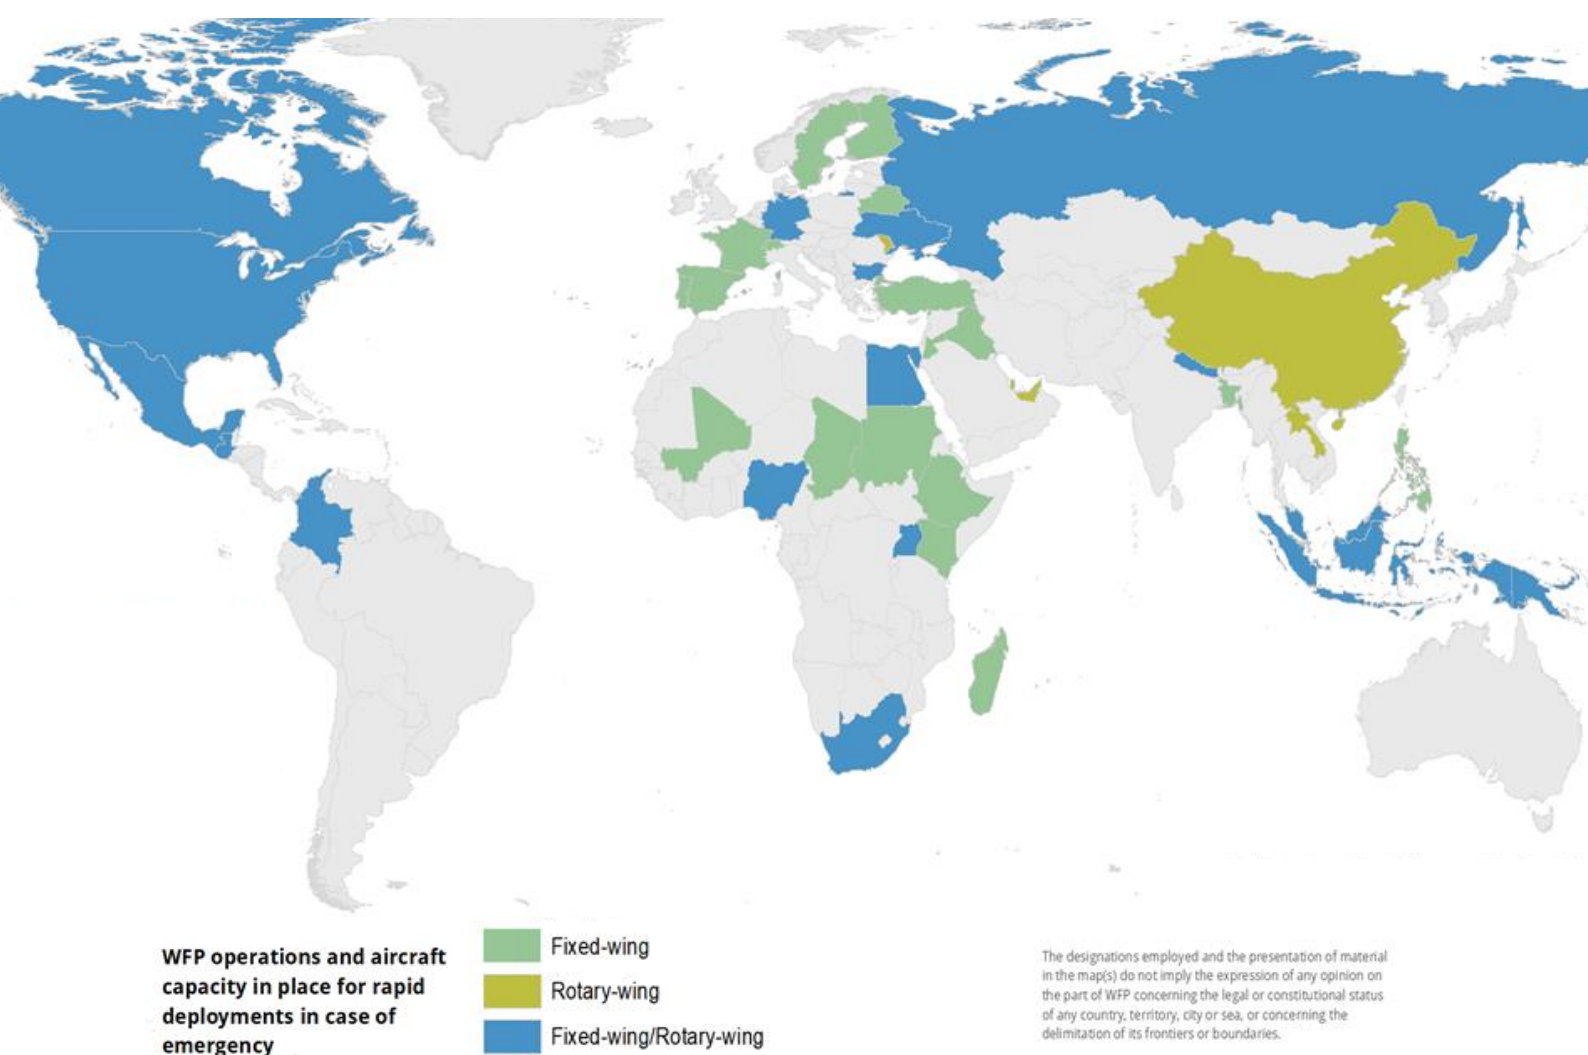 WFP operations and aircraft
capacity in place for rapid
deployments in case of
emergency
Fixed-wing
Rotary-wing
Fixed-wing/Rotary-wing
The designations employed and the presentation of material
in the map(s) do not imply the expression of any opinion on
the part of WFP concerning the legal or constitutional status
of any country, territory, city or sea, or concerning the
delimitation of its frontiers or boundaries.